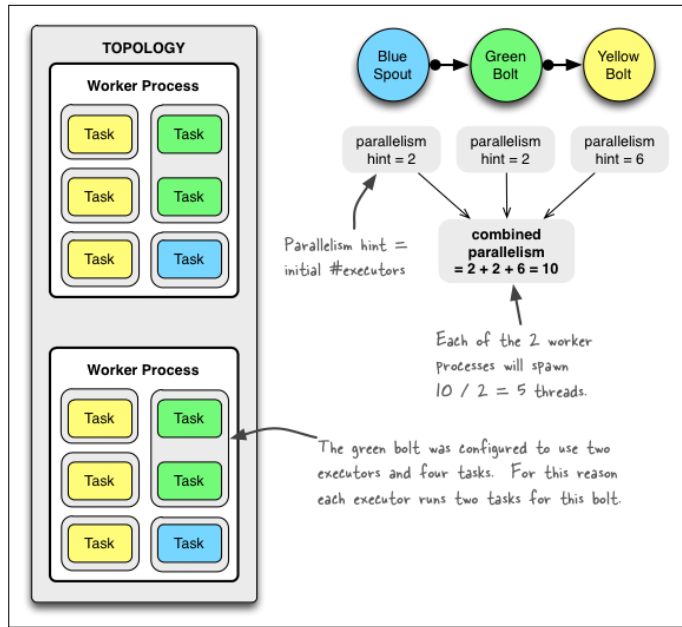 TOPOLOGY
Worker Process
Task
Task
Task
Task
Task
Task
Worker Process
Task
Task
Task
Task
Task
Task
Blue
Spout
Green
Bolt
Yellow
Bolt
parallelism
hint = 2
parallelism
hint = 2
parallelism
hint = 6
combined
parallelism
= 2 + 2 + 6 = 10
Parallelism hint =
initial #executors
Each of the 2 worker
processes will spawn
10 / 2 = 5 threads.
The green bolt was configured to use two
executors and four tasks. For this reason
each executor runs two tasks for this bolt.